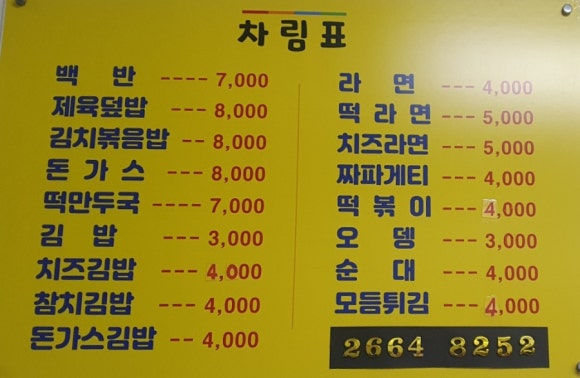 차림표
백 반 ---- 7,000
제육덮밥 --- 8,000
김치볶음밥 -- 8,000
돈 가 스 --- 8,000
떡만두국 ---- 7,000
김 밥 --- 3,000
치즈김밥 --- 4,000
참치김밥 --- 4,000
돈가스김밥 -- 4,000
라 면 --- 4,000
떡 라 면 --- 5,000
치즈라면 --- 5,000
짜파게티 --- 4,000
떡 볶 이 --- 4,000
오 뎅 --- 3,000
순 대 --- 4,000
모듬튀김 --- 4,000
2664 8252